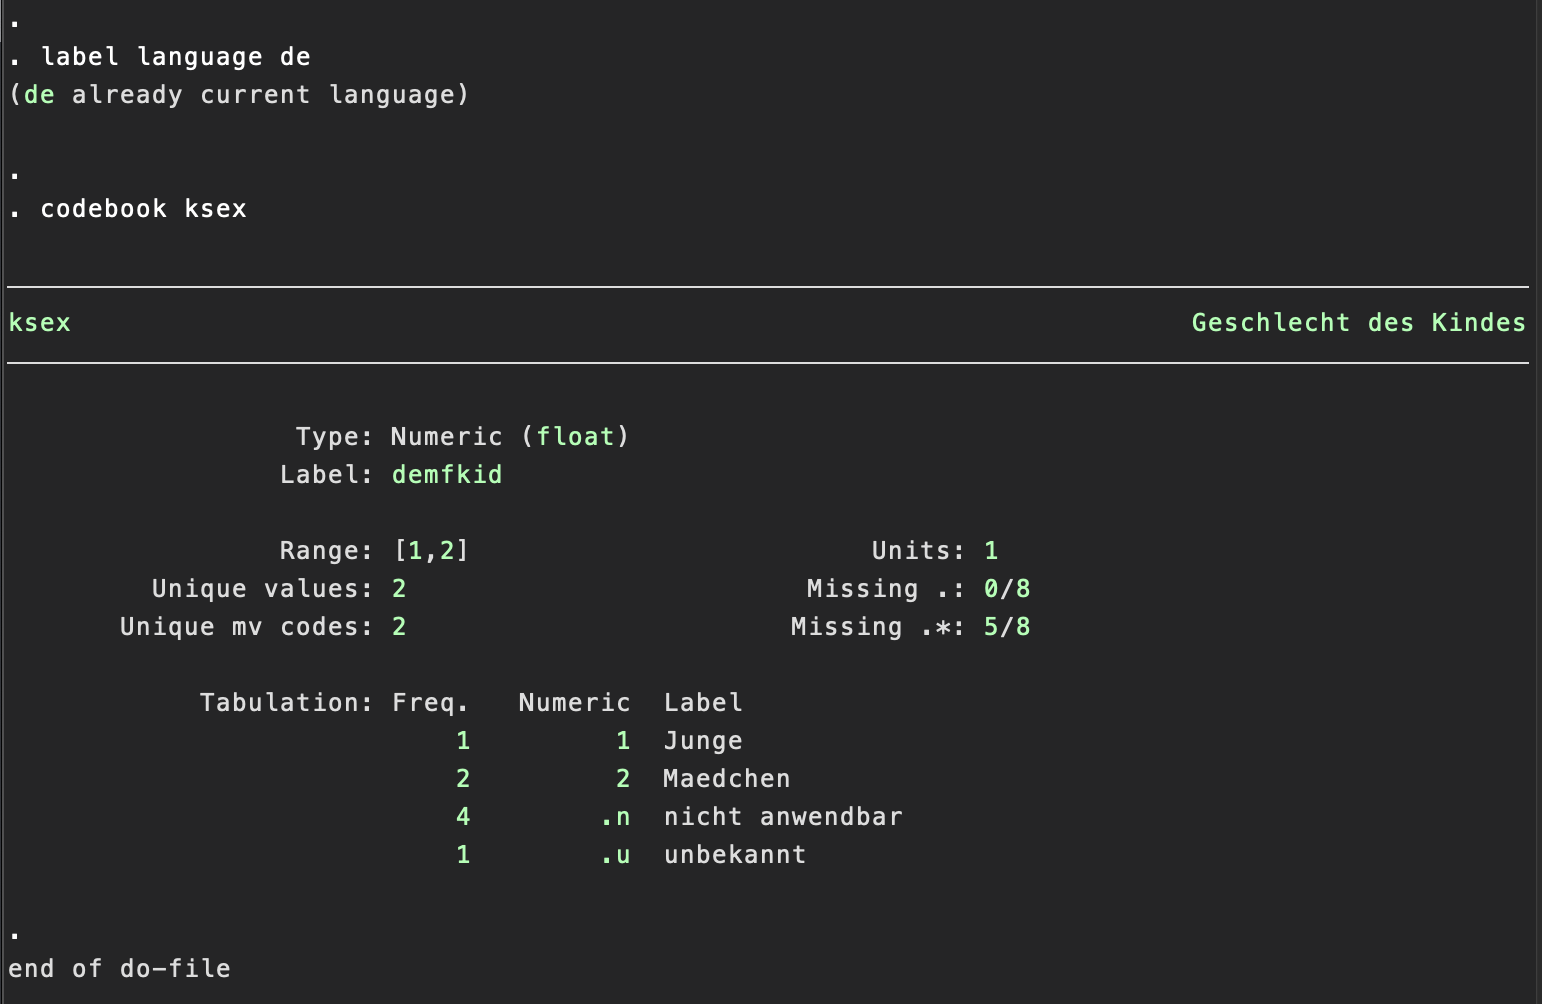 .
. label language de
(de already current language)
.
. codebook ksex
ksex Geschlecht des Kindes
Type: Numeric (float)
Label: demfkid
Range: [1,2] Units: 1
Unique values: 2 Missing .: 0/8
Unique mv codes: 2 Missing .*: 5/8
Tabulation: Freq. Numeric Label
1 1 Junge
2 2 Maedchen
4 .n nicht anwendbar
1 .u unbekannt
.
end of do-file